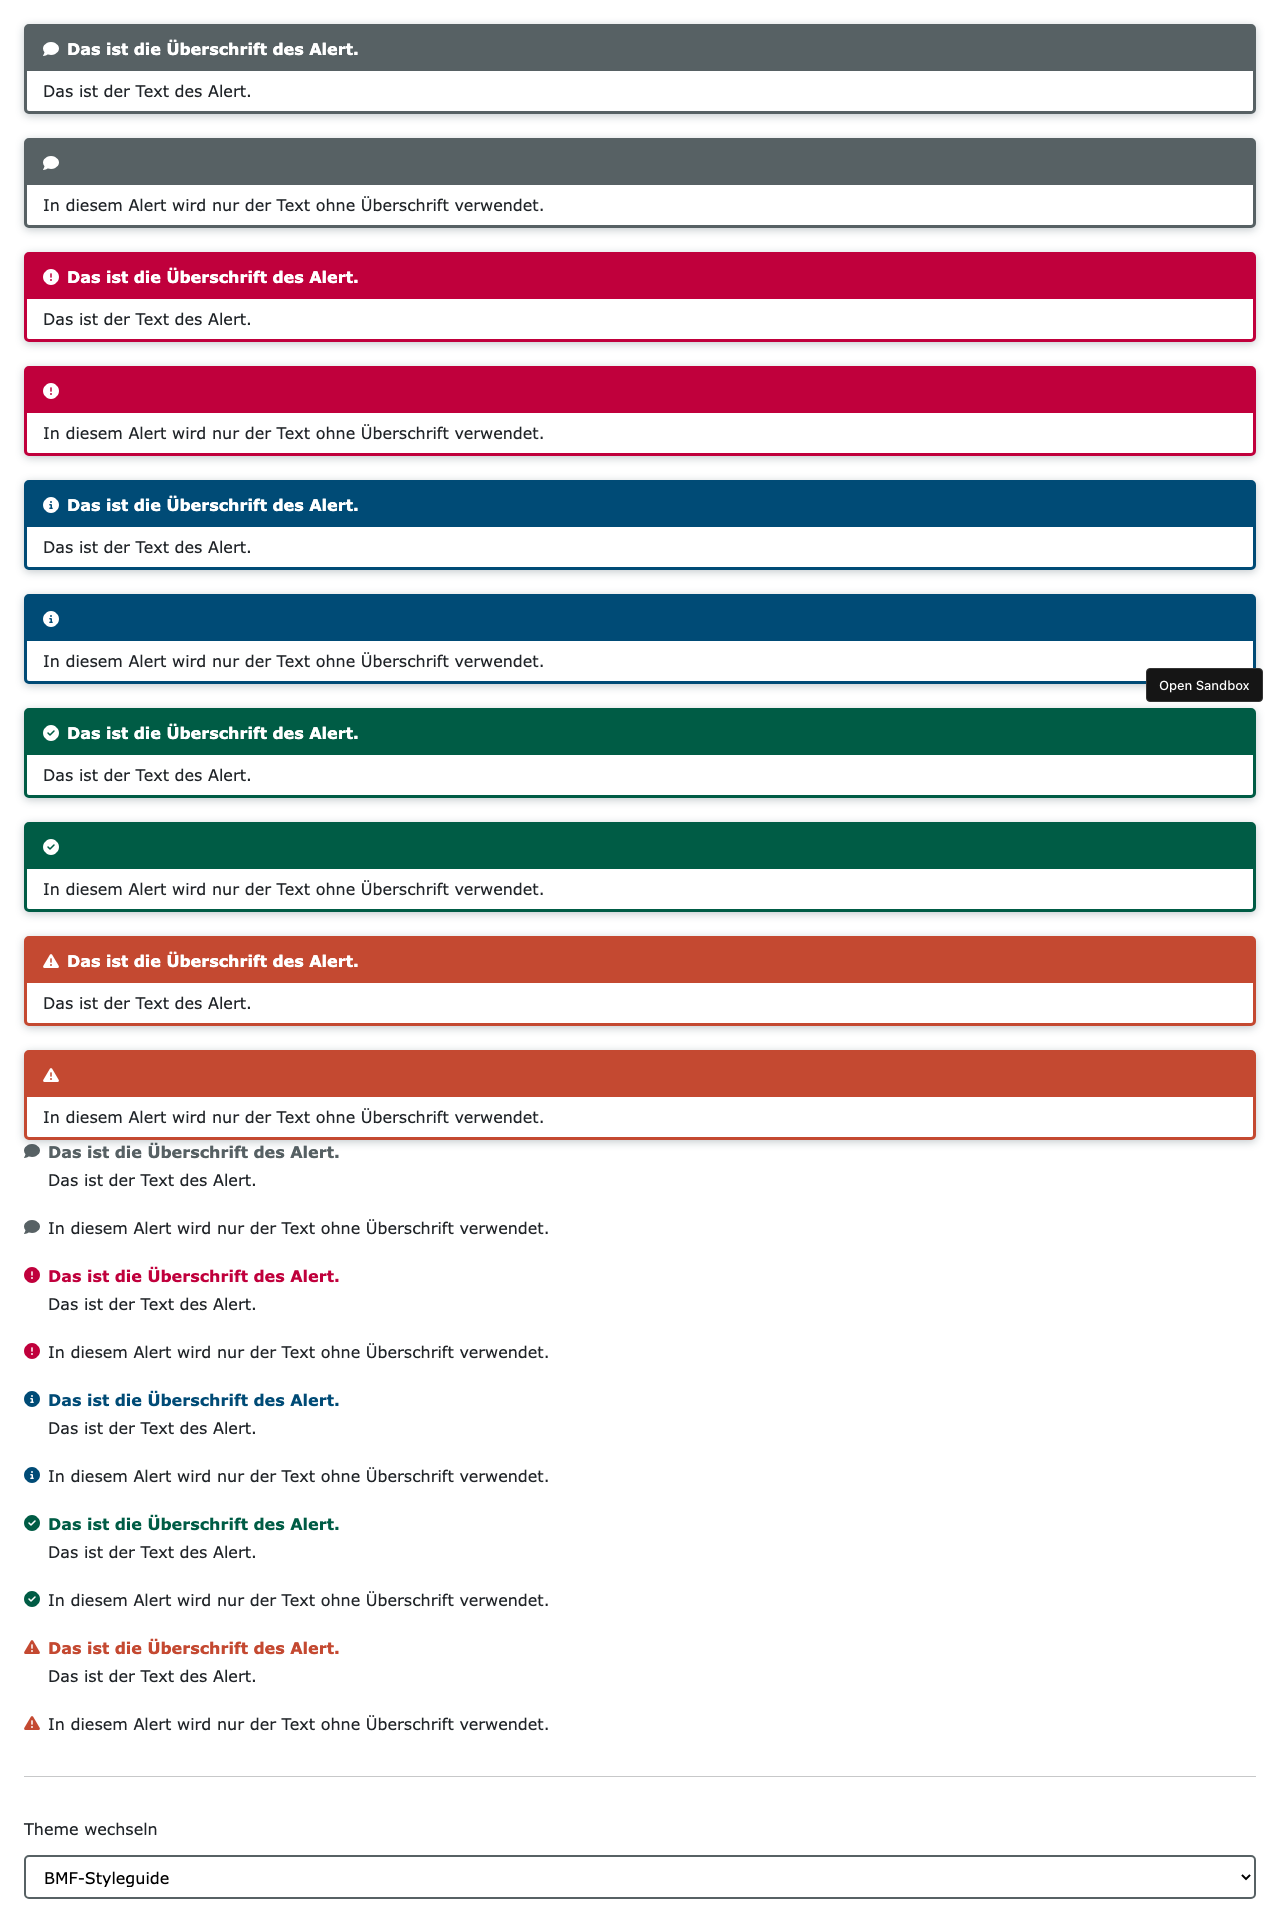 Das ist die Überschrift des Alert.
Das ist der Text des Alert.
In diesem Alert wird nur der Text ohne Überschrift verwendet.
Das ist die Überschrift des Alert.
Das ist der Text des Alert.
In diesem Alert wird nur der Text ohne Überschrift verwendet.
Das ist die Überschrift des Alert.
Das ist der Text des Alert.
In diesem Alert wird nur der Text ohne Überschrift verwendet.
Open Sandbox
Das ist die Überschrift des Alert.
Das ist der Text des Alert.
In diesem Alert wird nur der Text ohne Überschrift verwendet.
Das ist die Überschrift des Alert.
Das ist der Text des Alert.
In diesem Alert wird nur der Text ohne Überschrift verwendet.
Das ist die Überschrift des Alert.
Das ist der Text des Alert.
In diesem Alert wird nur der Text ohne Überschrift verwendet.
Das ist die Überschrift des Alert.
Das ist der Text des Alert.
In diesem Alert wird nur der Text ohne Überschrift verwendet.
Das ist die Überschrift des Alert.
Das ist der Text des Alert.
In diesem Alert wird nur der Text ohne Überschrift verwendet.
Das ist die Überschrift des Alert.
Das ist der Text des Alert.
In diesem Alert wird nur der Text ohne Überschrift verwendet.
Das ist die Überschrift des Alert.
Das ist der Text des Alert.
In diesem Alert wird nur der Text ohne Überschrift verwendet.
Theme wechseln
BMF-Styleguide